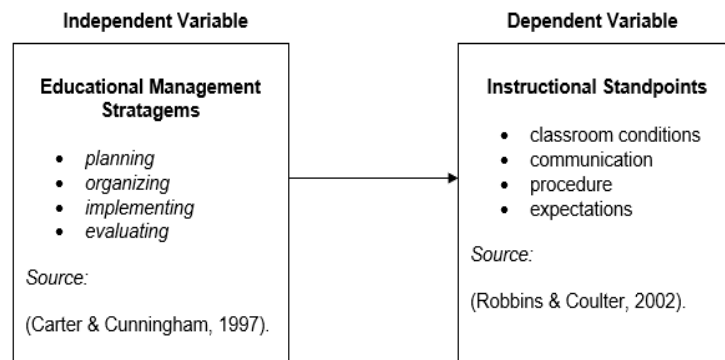 Independent Variable
Educational Management
Stratagems
• planning
• organizing
• implementing
• evaluating
Source:
(Carter & Cunningham, 1997).
Dependent Variable
Instructional Standpoints
• classroom conditions
• communication
• procedure
• expectations
Source:
(Robbins & Coulter, 2002).